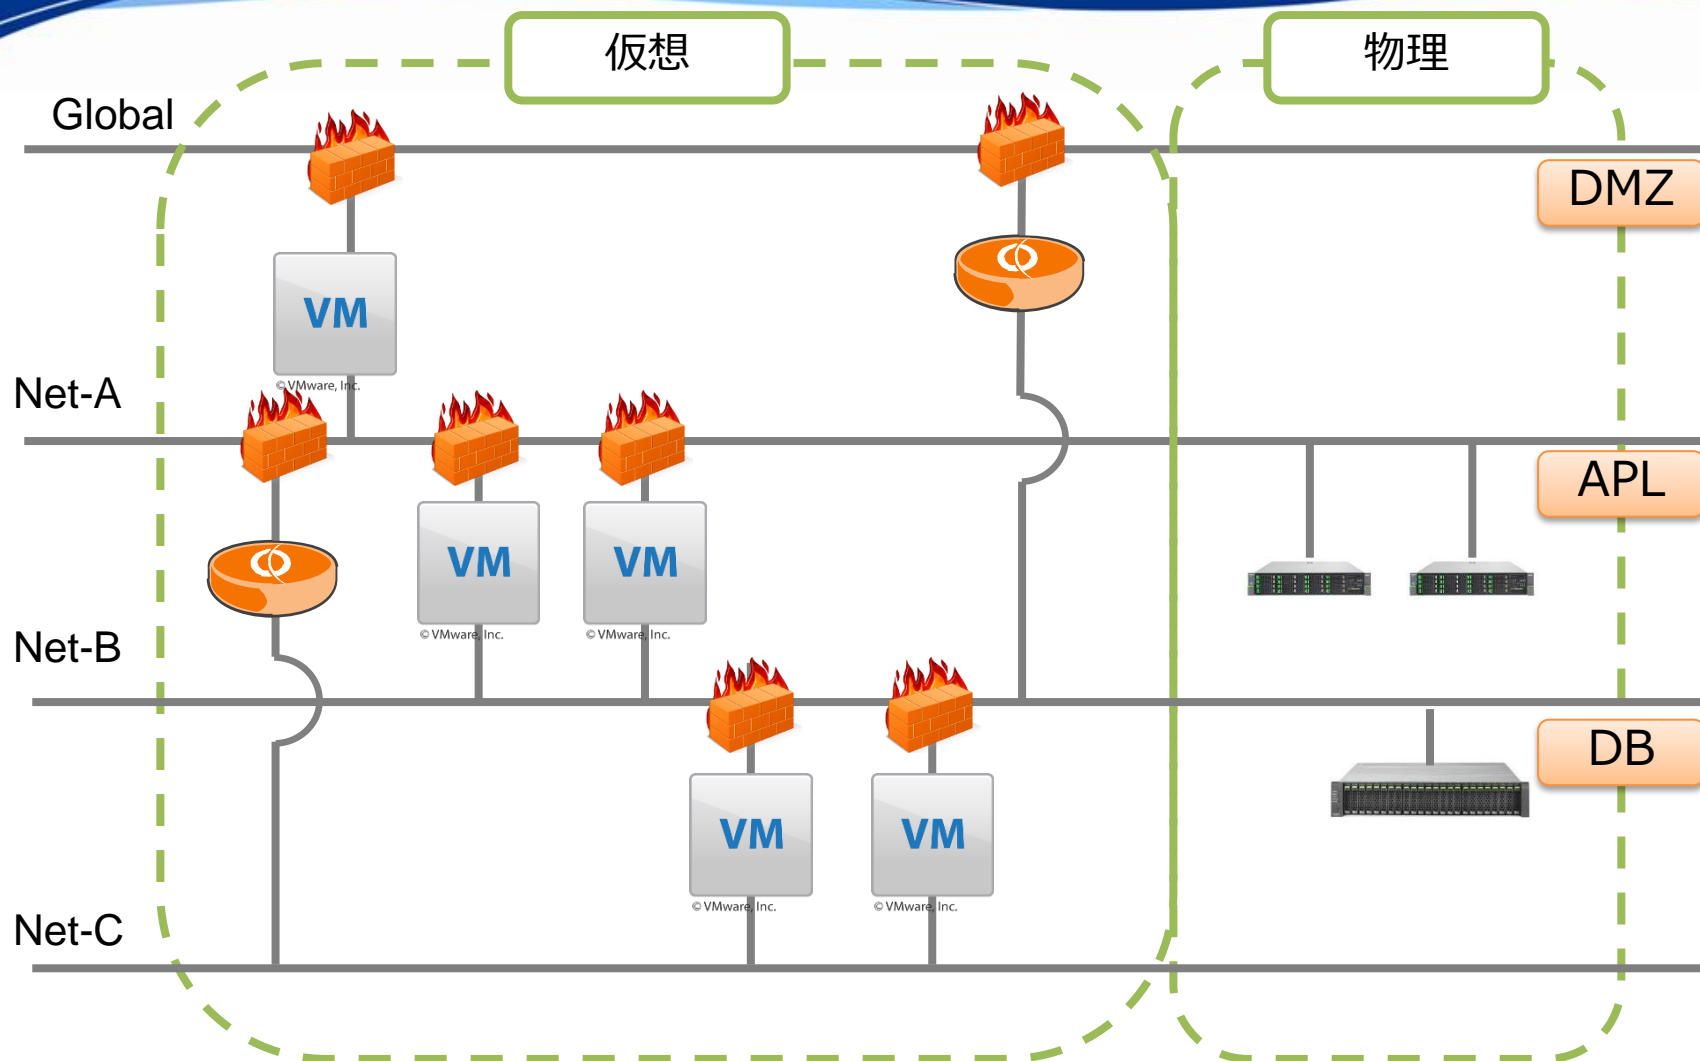 仮想
物理
Global
DMZ
VM
© VMware, Inc.
Net-A
APL
VM
VM
© VMware, Inc.
© VMware, Inc.
Net-B
DB
VM
VM
© VMware, Inc.
© VMware, Inc.
Net-C